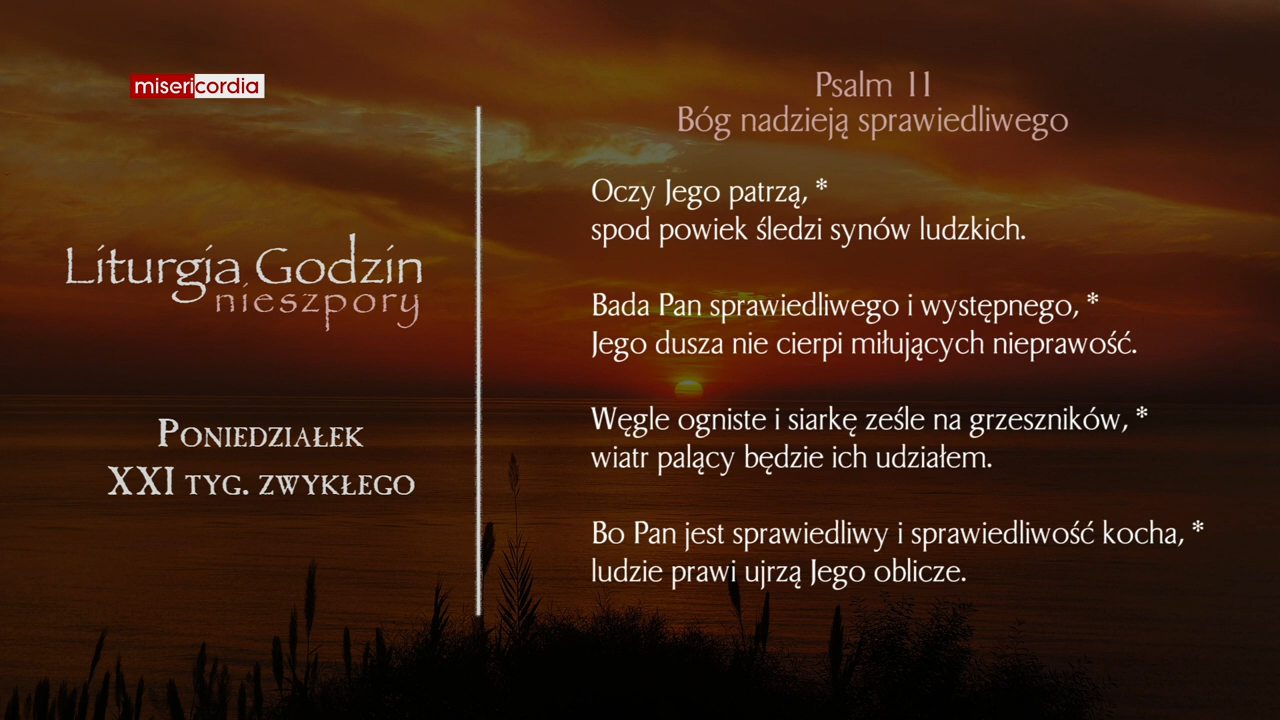 misericordia
Liturgia Godzin
nieszpory
Poniedziałek
XXI tyg. zwykłego
Psalm 11
Bóg nadzieją sprawiedliwego
Oczy Jego patrzą, *
spod powiek śledzi synów ludzkich.
Bada Pan sprawiedliwego i występnego, *
Jego dusza nie cierpi miłujących nieprawość.
Węgle ogniste i siarkę ześle na grzeszników, *
wiatr palący będzie ich udziałem.
Bo Pan jest sprawiedliwy i sprawiedliwość kocha, *
ludzie prawi ujrzą Jego oblicze.